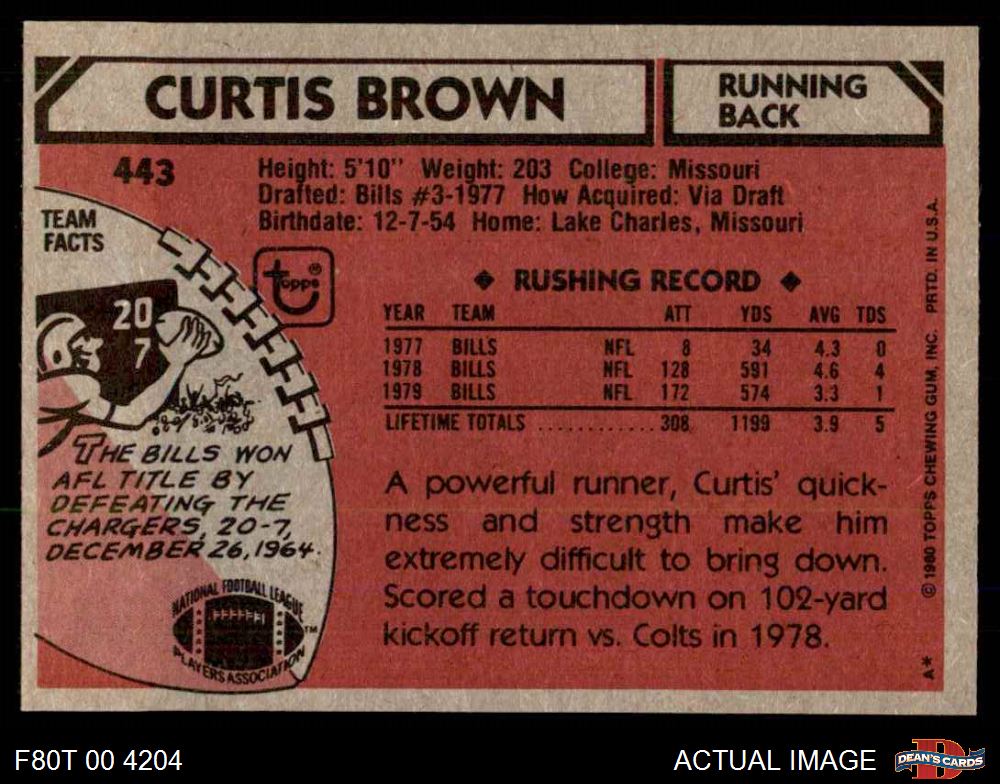 CURTIS BROWN
RUNNING
BACK
443
Height: 5'10" Weight: 203 College: Missouri
Drafted: Bills #3-1977 How Acquired: Via Draft
Birthdate: 12-7-54 Home: Lake Charles, Missouri
TEAM
FACTS
20
7
THE BILLS WON
AFL TITLE BY
DEFEATING THE
CHARGERS, 20-7,
DECEMBER 26, 1964.
NATIONAL FOOTBALL LEAGUE
PLAYERS ASSOCIATION
TM
topps®
◆ RUSHING RECORD ◆
YEAR TEAM ATT YDS AVG TDS
1977 BILLS NFL 8 34 4.3 0
1978 BILLS NFL 128 591 4.6 4
1979 BILLS NFL 172 574 3.3 1
LIFETIME TOTALS ............ 308 1199 3.9 5
A powerful runner, Curtis' quick-
ness and strength make him
extremely difficult to bring down.
Scored a touchdown on 102-yard
kickoff return vs. Colts in 1978.
A* © 1980 TOPPS CHEWING GUM, INC. PRTD. IN U.S.A.
F80T 00 4204
ACTUAL IMAGE
D
DEAN'S CARDS